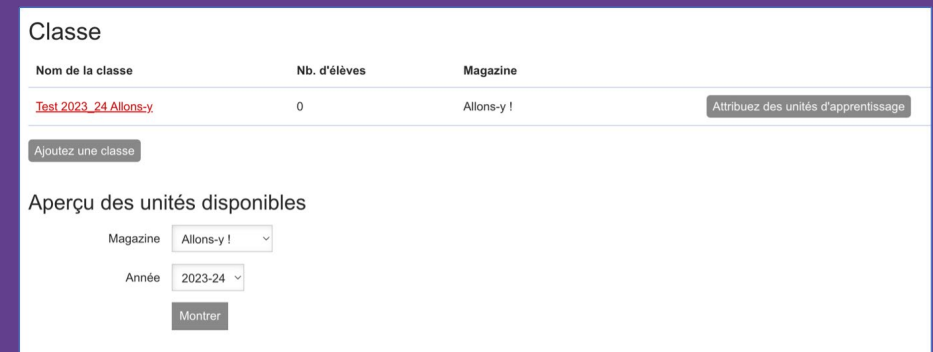 Classe
Nom de la classe Nb. d'élèves Magazine
Test 2023_24 Allons-y 0 Allons-y ! Attribuez des unités d'apprentissage
Ajoutez une classe
Aperçu des unités disponibles
Magazine Allons-y !
Année 2023-24
Montrer